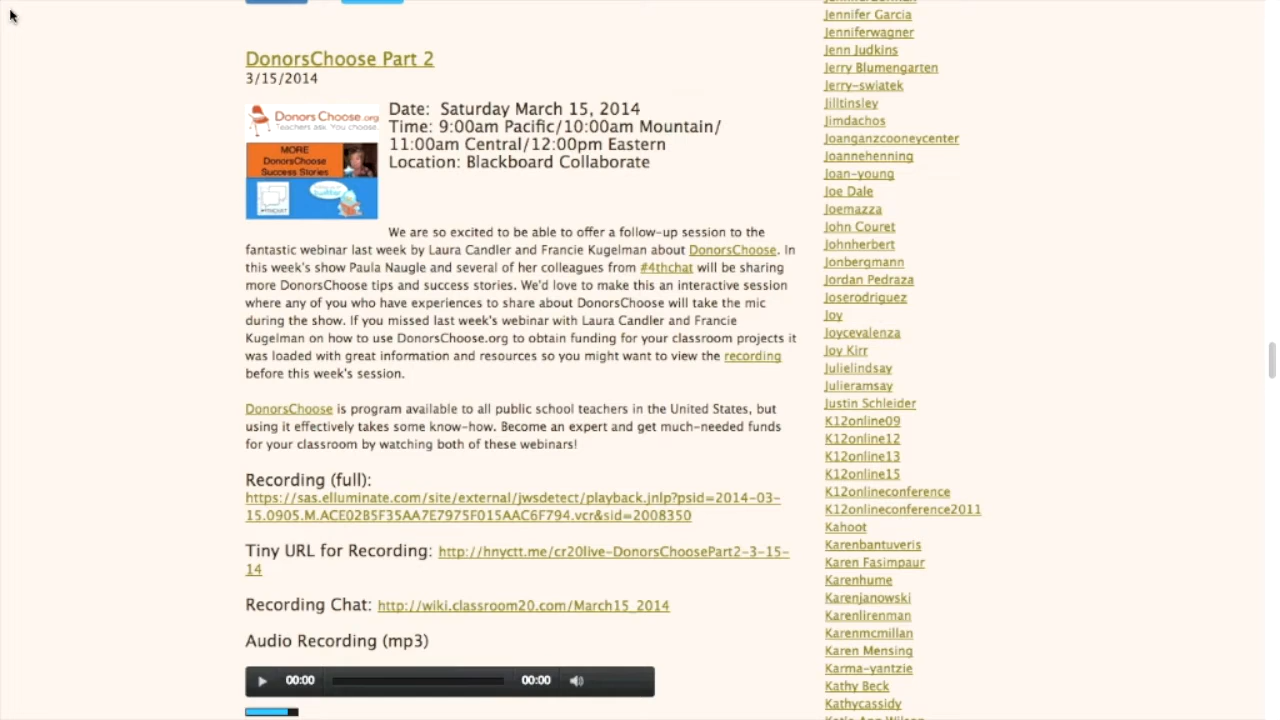 DonorsChoose Part 2
3/15/2014
DonorsChoose.org
Teachers ask. You choose.
MORE
DonorsChoose
Success Stories
Date:  Saturday March 15, 2014
Time: 9:00am Pacific/10:00am Mountain/
11:00am Central/12:00pm Eastern
Location: Blackboard Collaborate
We are so excited to be able to offer a follow-up session to the
fantastic webinar last week by Laura Candler and Francie Kugelman about DonorsChoose. In
this week's show Paula Naugle and several of her colleagues from #4thchat will be sharing
more DonorsChoose tips and success stories. We'd love to make this an interactive session
where any of you who have experiences to share about DonorsChoose will take the mic
during the show. If you missed last week's webinar with Laura Candler and Francie
Kugelman on how to use DonorsChoose.org to obtain funding for your classroom projects it
was loaded with great information and resources so you might want to view the recording
before this week's session.
DonorsChoose is program available to all public school teachers in the United States, but
using it effectively takes some know-how. Become an expert and get much-needed funds
for your classroom by watching both of these webinars!
Recording (full):
https://sas.elluminate.com/site/external/jwsdetect/playback.jnlp?psid=2014-03-
15.0905.M.ACE02B5F35AA7E7975F015AAC6F794.vcr&sid=2008350
Tiny URL for Recording: http://hnyctt.me/cr20live-DonorsChoosePart2-3-15-
14
Recording Chat: http://wiki.classroom20.com/March15_2014
Audio Recording (mp3)
00:00 00:00
Jennifer Garcia
Jenniferwagner
Jenn Judkins
Jerry Blumengarten
Jerry-swiatek
Jilltinsley
Jimdachos
Joanganzcooneycenter
Joannehenning
Joan-young
Joe Dale
Joemazza
John Couret
Johnherbert
Jonbergmann
Jordan Pedraza
Joserodriguez
Joy
Joycevalenza
Joy Kirr
Julielindsay
Julieramsay
Justin Schleider
K12online09
K12online12
K12online13
K12online15
K12onlineconference
K12onlineconference2011
Kahoot
Karenbantuveris
Karen Fasimpaur
Karenhume
Karenjanowski
Karenlirenman
Karenmcmillan
Karen Mensing
Karma-yantzie
Kathy Beck
Kathycassidy